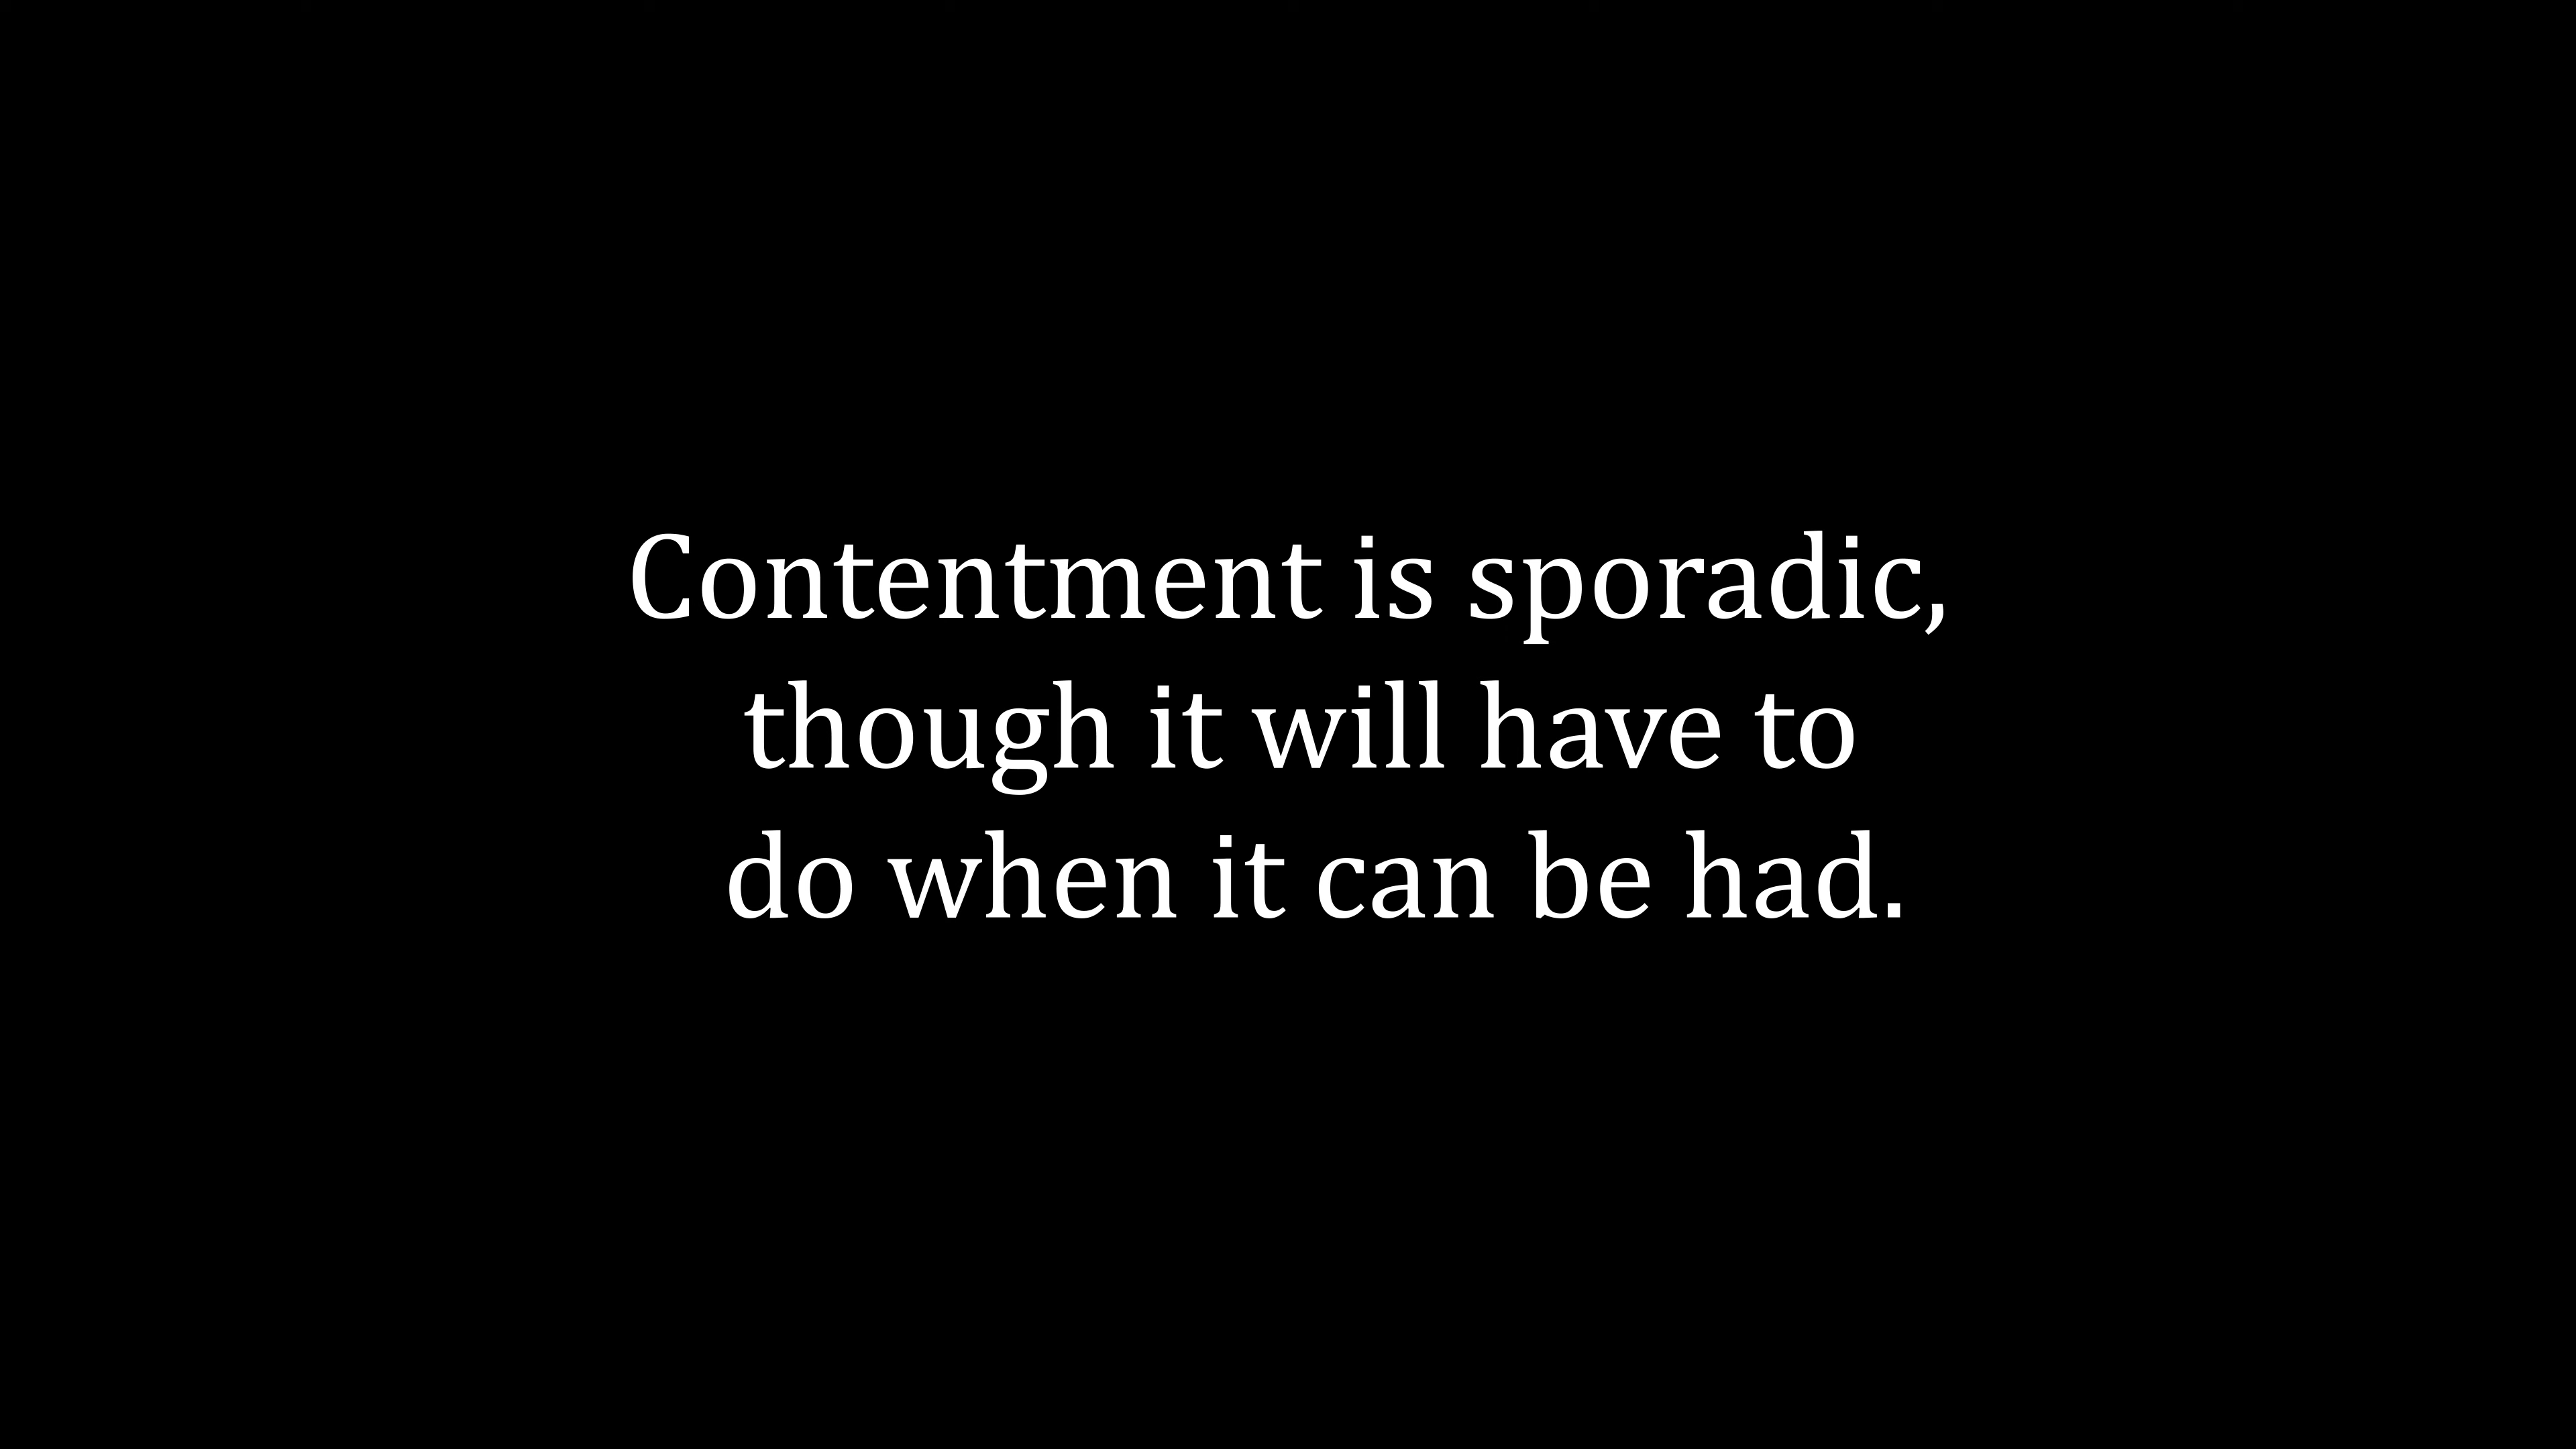 Contentment is sporadic,
though it will have to
do when it can be had.